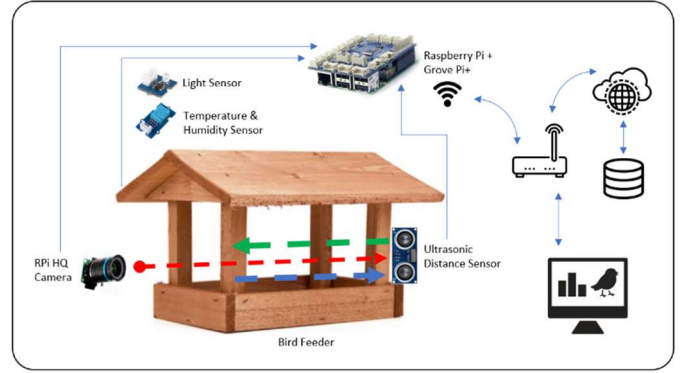 Raspberry Pi +
Grove Pi+
Light Sensor
Temperature &
Humidity Sensor
RPi HQ
Camera
Ultrasonic
Distance Sensor
Bird Feeder